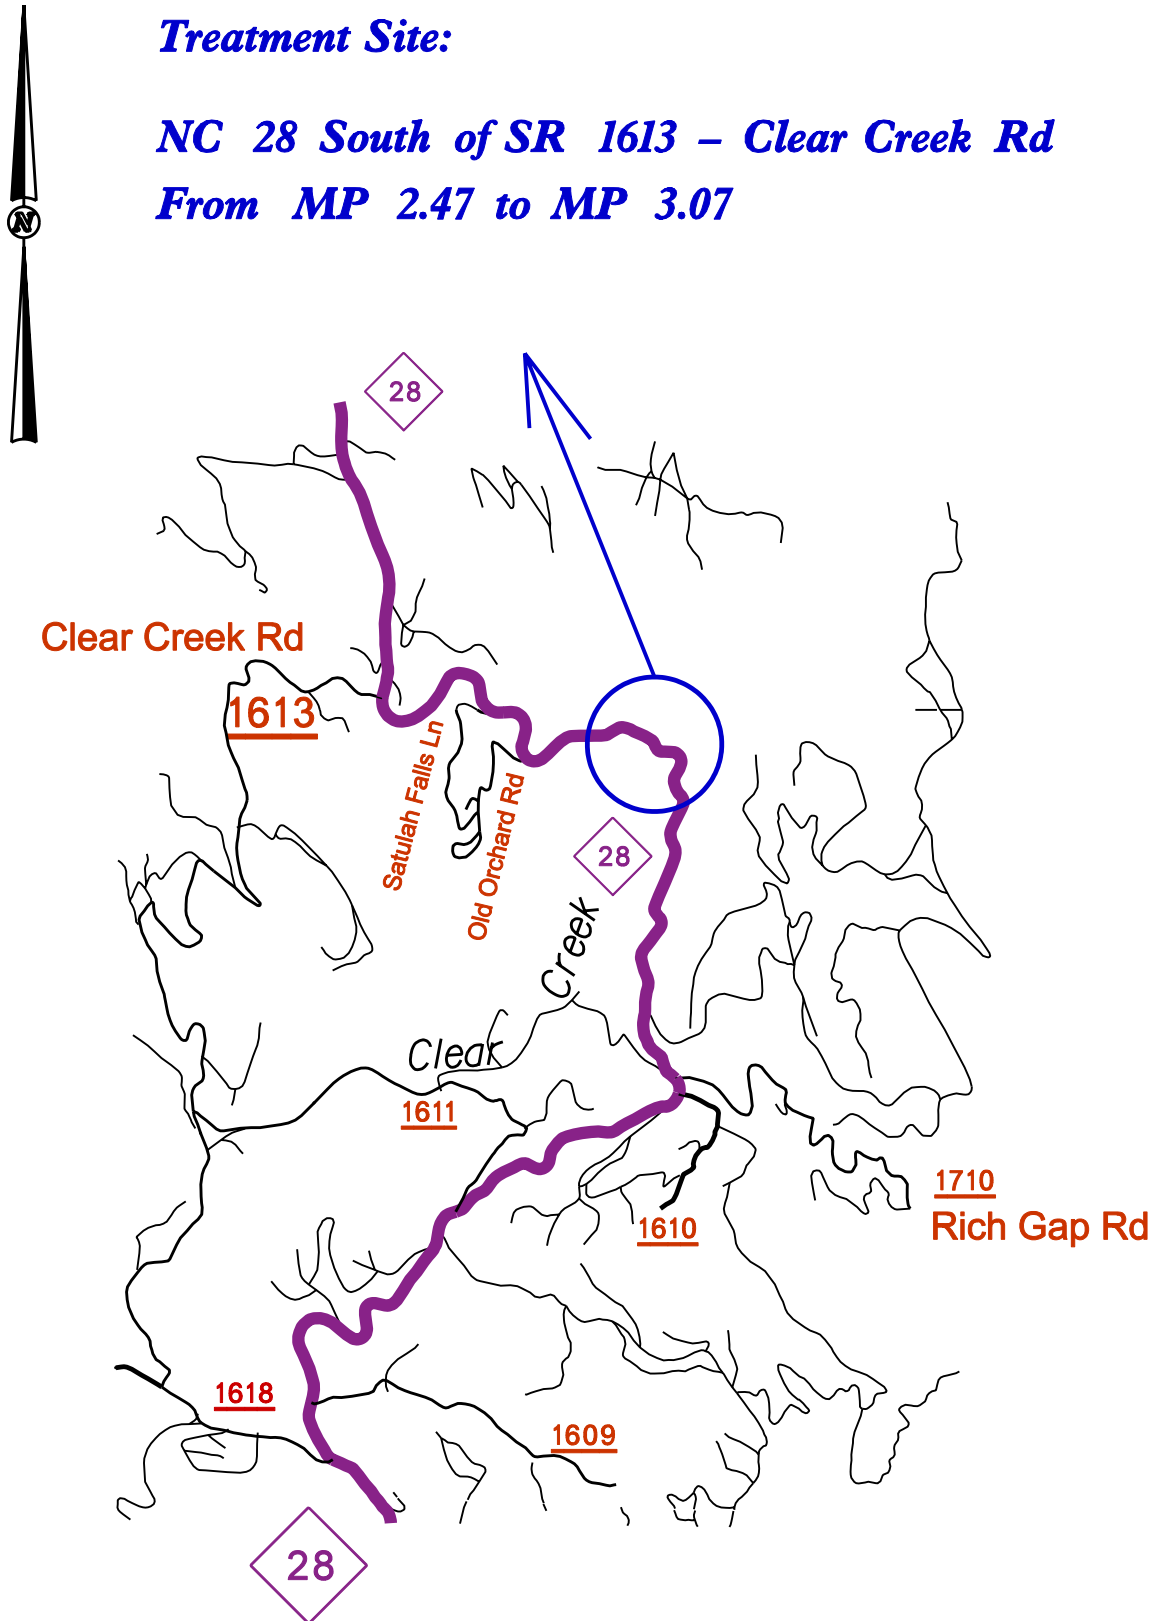 Treatment Site:
NC 28 South of SR 1613 – Clear Creek Rd
From MP 2.47 to MP 3.07
N
28
Clear Creek Rd
1613
Satulah Falls Ln
Old Orchard Rd
28
Creek
Clear
1611
1710
Rich Gap Rd
1610
1618
1609
28